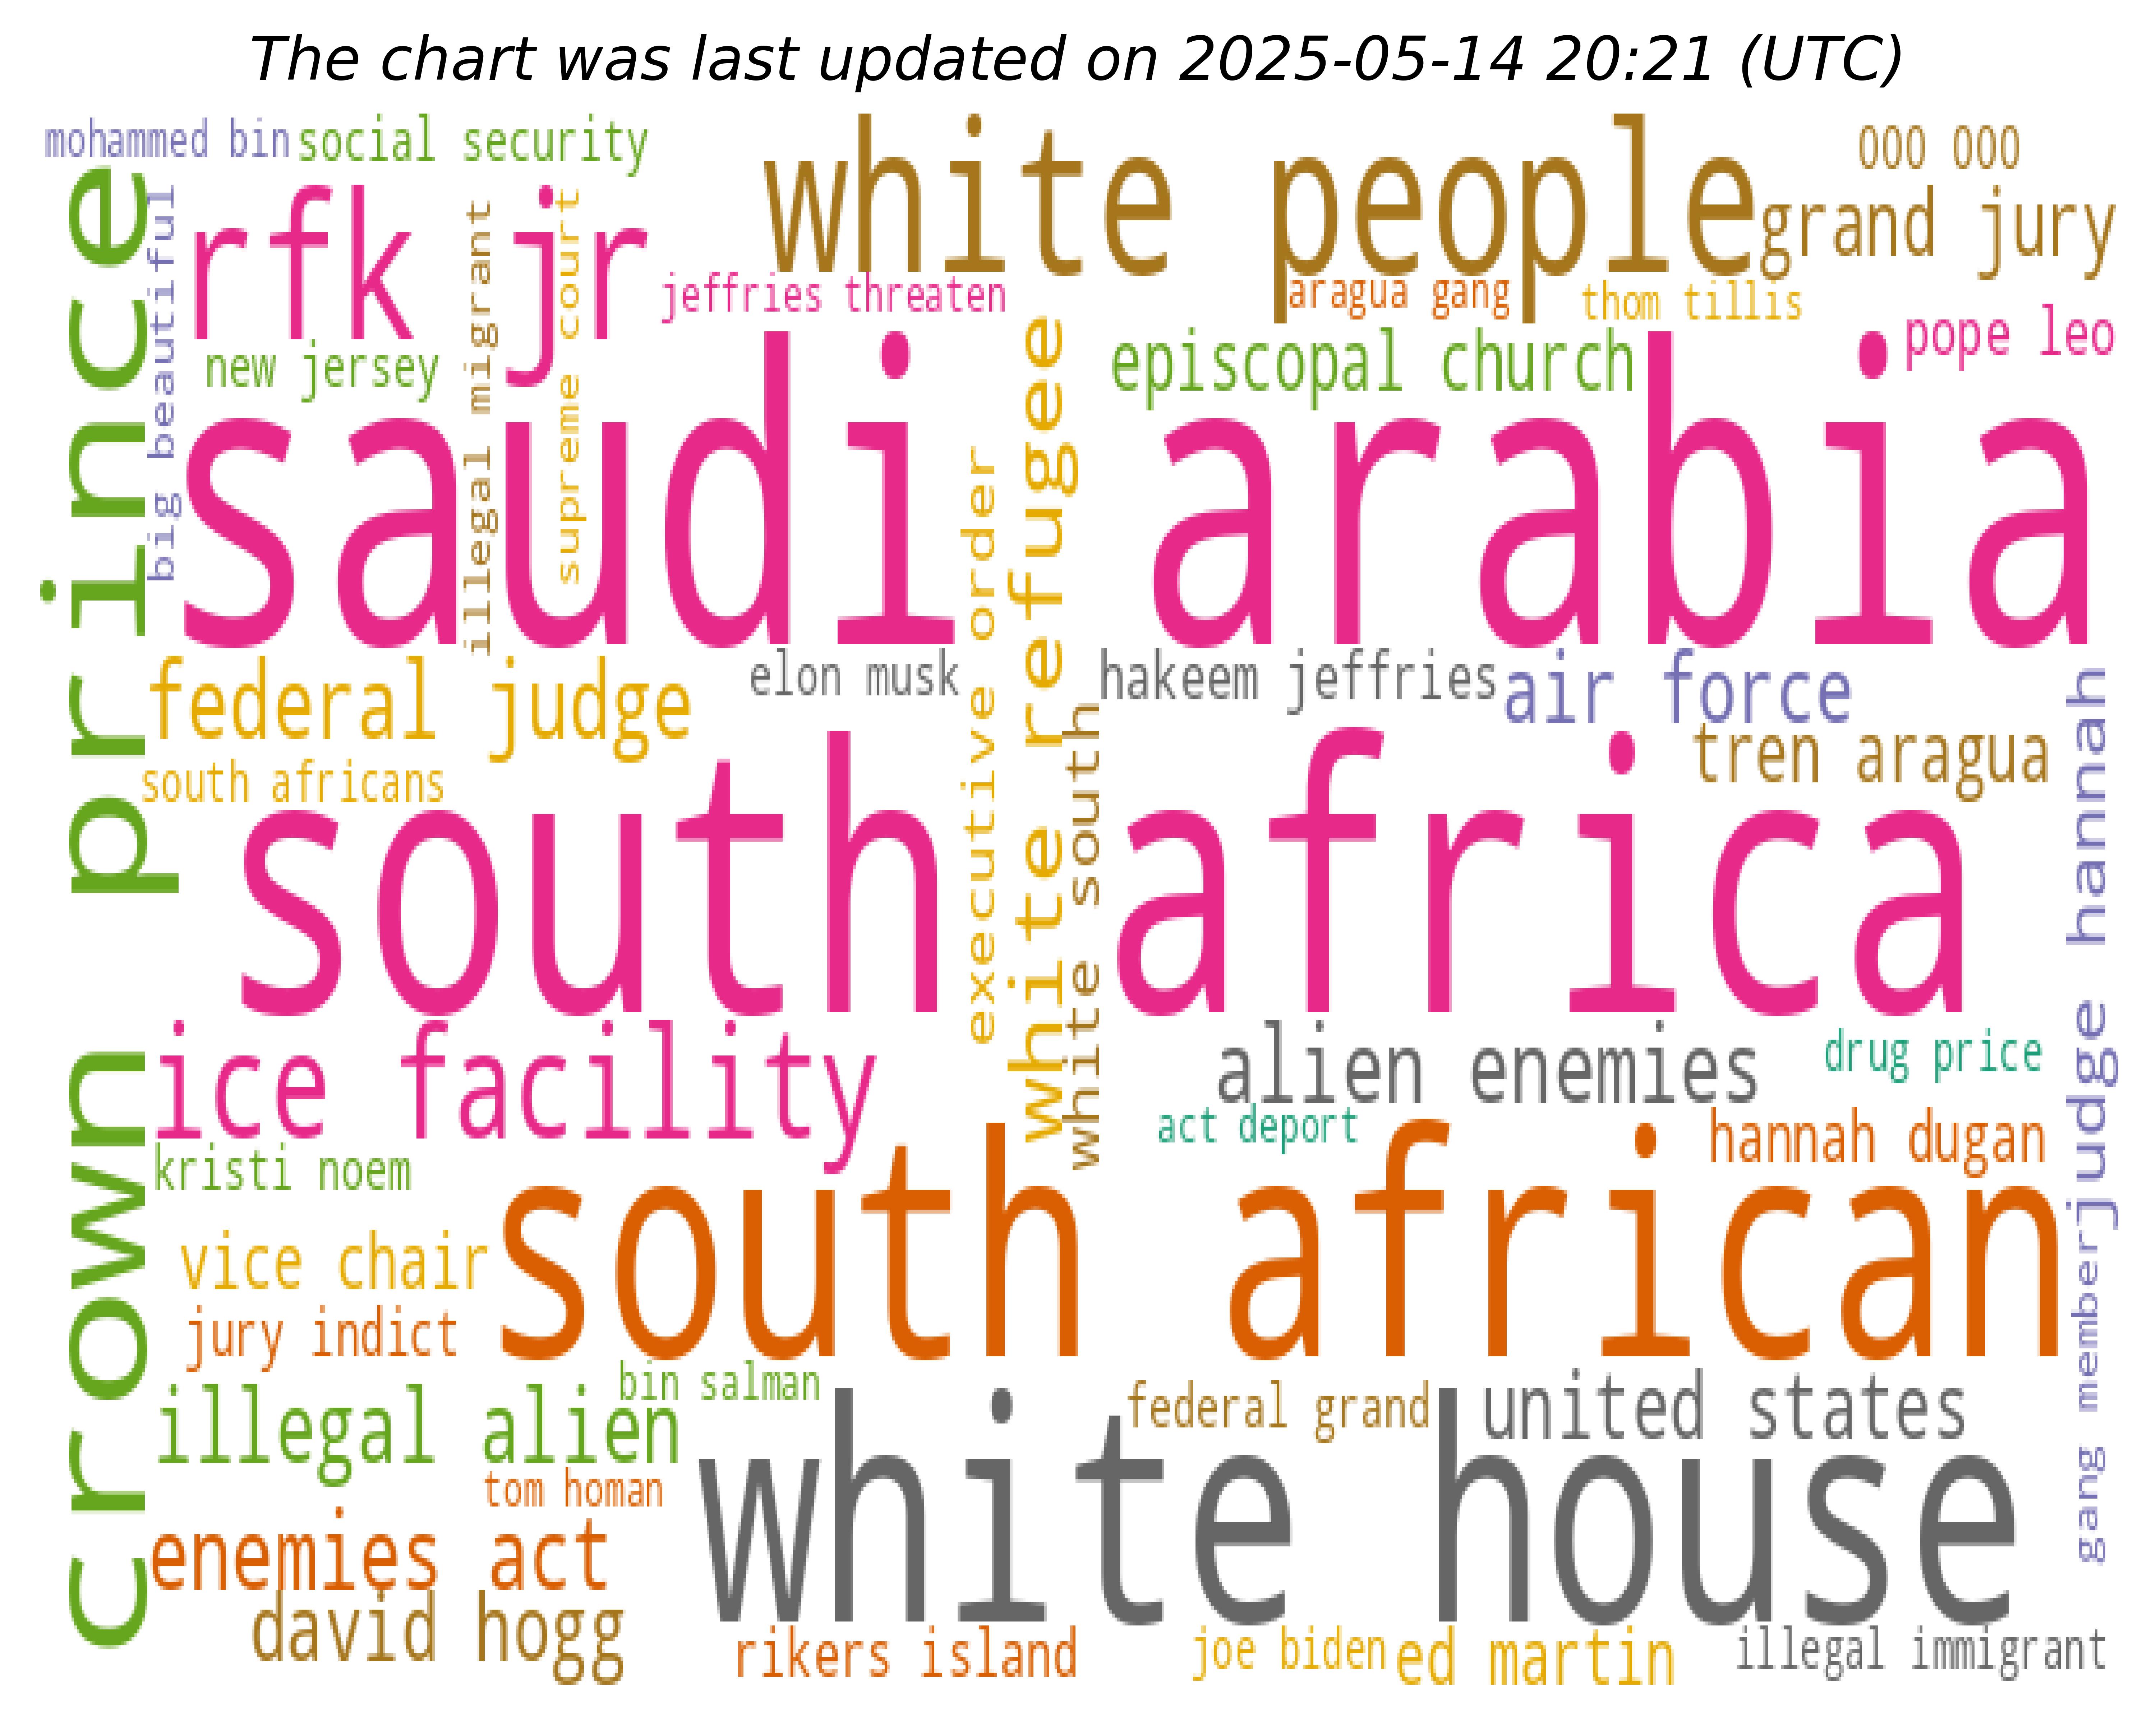 The chart was last updated on 2025-05-14 20:21 (UTC)
mohammed bin
social security
white people
000 000
grand jury
crown prince
big beautiful
rfk jr
illegal migrant
supreme court
jeffries threaten
aragua gang
thom tillis
pope leo
new jersey
episcopal church
saudi arabia
executive order
white refugee
white south
federal judge
elon musk
hakeem jeffries
air force
judge hannah
tren aragua
south africans
south africa
ice facility
alien enemies
drug price
act deport
hannah dugan
kristi noem
south african
vice chair
gang member
jury indict
bin salman
illegal alien
federal grand
united states
white house
tom homan
enemies act
david hogg
rikers island
joe biden
ed martin
illegal immigrant